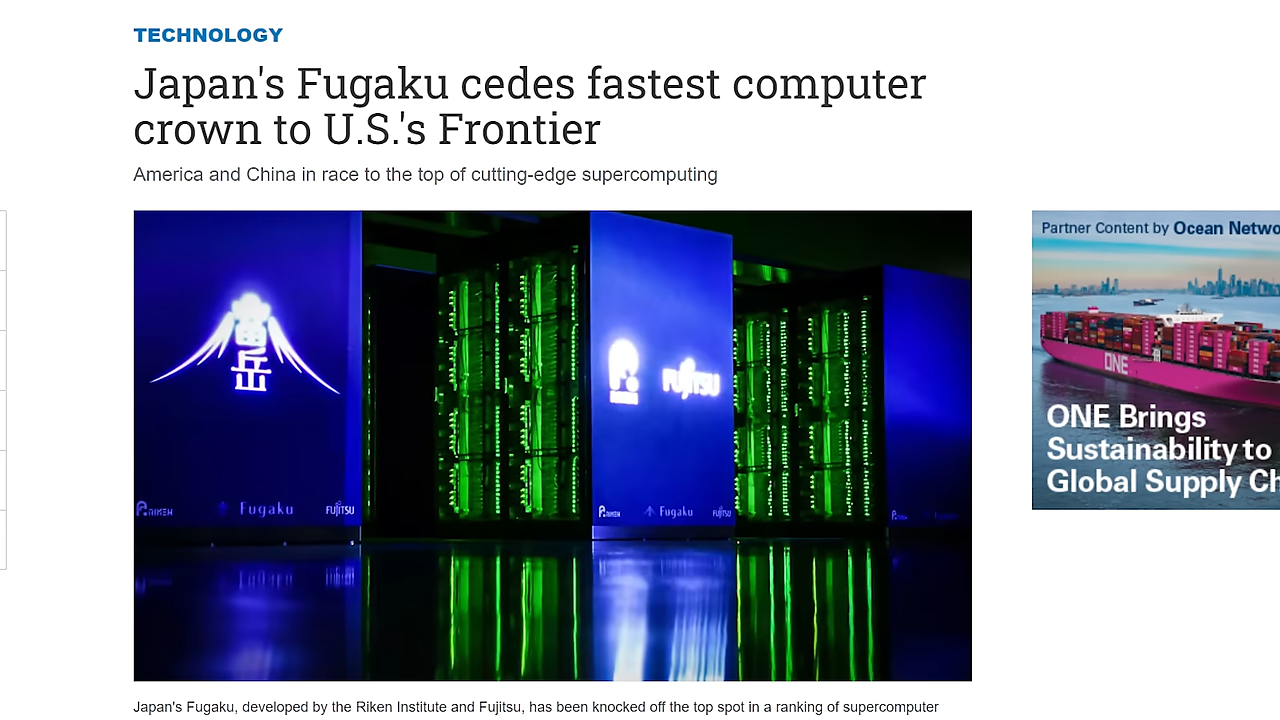 TECHNOLOGY
Japan's Fugaku cedes fastest computer
crown to U.S.'s Frontier
America and China in race to the top of cutting-edge supercomputing
富
岳
RIKEN
FUJITSU
RIKEN Fugaku FUJITSU
RIKEN Fugaku FUJITSU
Partner Content by Ocean Netwo
ONE
ONE Brings
Sustainability to
Global Supply Ch
Japan's Fugaku, developed by the Riken Institute and Fujitsu, has been knocked off the top spot in a ranking of supercomputer